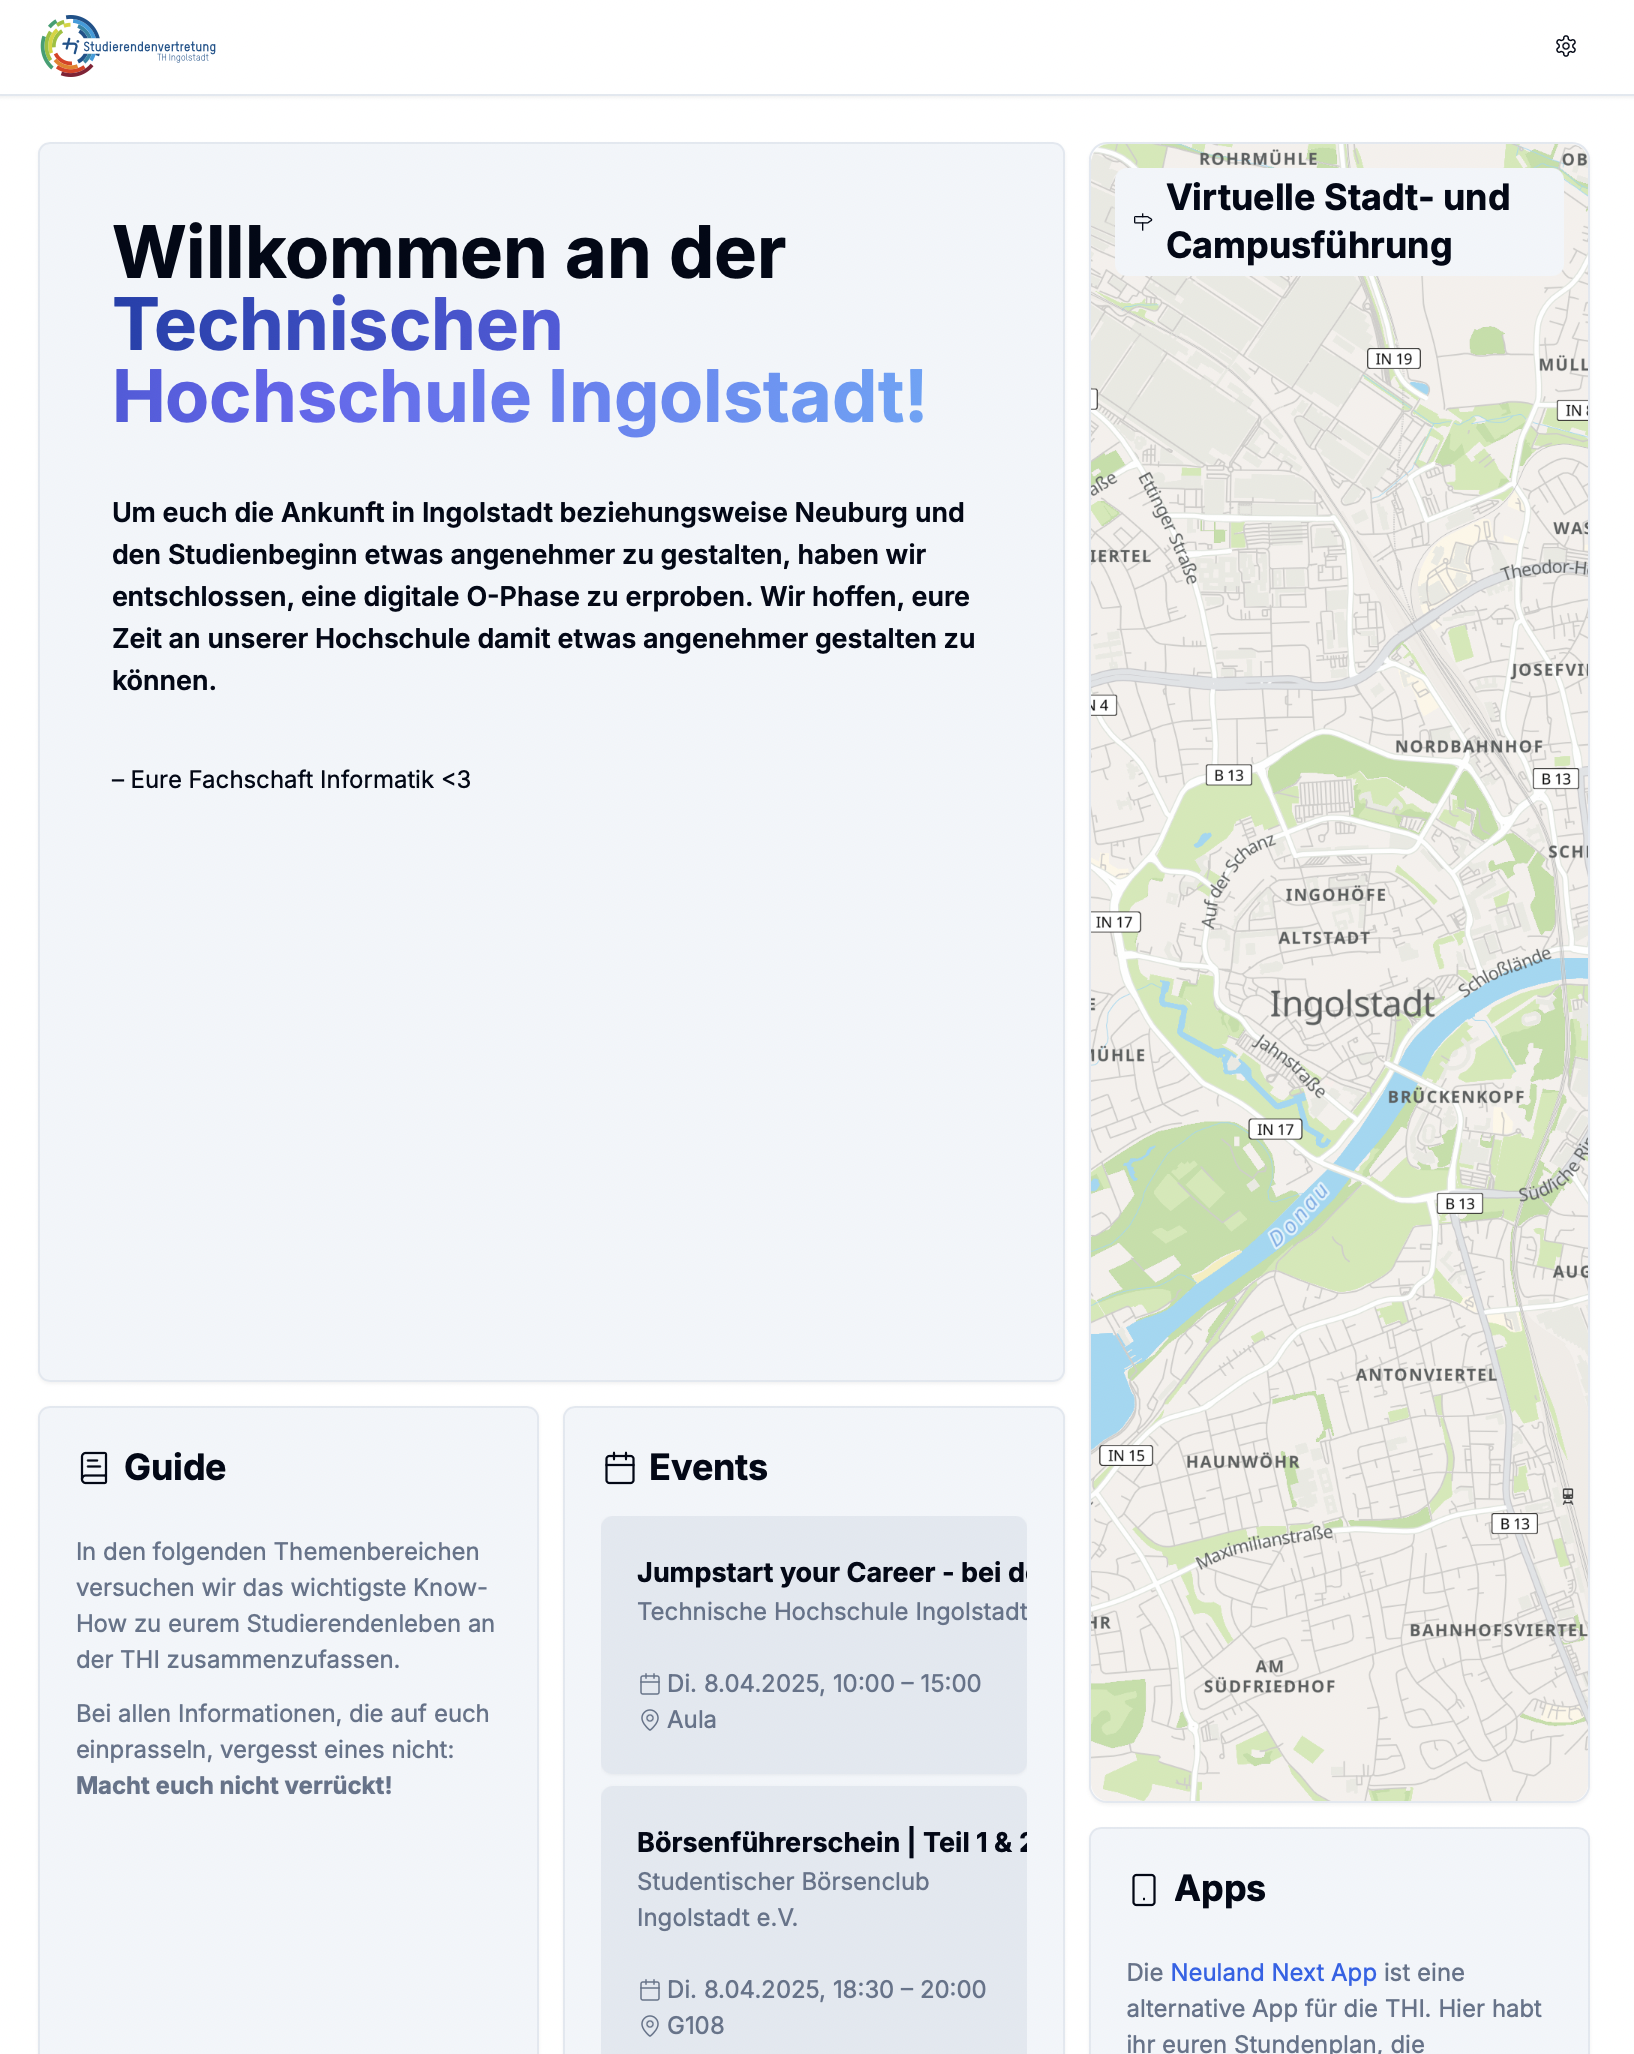 Studierendenvertretung
TH Ingolstadt
Willkommen an der
Technischen
Hochschule Ingolstadt!
Um euch die Ankunft in Ingolstadt beziehungsweise Neuburg und
den Studienbeginn etwas angenehmer zu gestalten, haben wir
entschlossen, eine digitale O-Phase zu erproben. Wir hoffen, eure
Zeit an unserer Hochschule damit etwas angenehmer gestalten zu
können.
– Eure Fachschaft Informatik <3
ROHRMÜHLE
OB
Virtuelle Stadt- und
Campusführung
IN 19
MÜLL
IN 8
aße
Ettinger Straße
WAS
IERTEL
Theodor-H
JOSEFVI
N 4
NORDBAHNHOF
B 13
B 13
Auf der Schanz
SCH
INGOHÖFE
IN 17
ALTSTADT
Schloßlände
Ingolstadt
Jahnstraße
MÜHLE
BRÜCKENKOPF
IN 17
Südliche Ri
B 13
Donau
AUG
ANTONVIERTEL
IN 15
HAUNWÖHR
B 13
Maximilianstraße
HR
BAHNHOFSVIERTEL
AM
SÜDFRIEDHOF
Guide
In den folgenden Themenbereichen
versuchen wir das wichtigste Know-
How zu eurem Studierendenleben an
der THI zusammenzufassen.
Bei allen Informationen, die auf euch
einprasseln, vergesst eines nicht:
Macht euch nicht verrückt!
Events
Jumpstart your Career - bei de
Technische Hochschule Ingolstadt
Di. 8.04.2025, 10:00 – 15:00
Aula
Börsenführerschein | Teil 1 & 2
Studentischer Börsenclub
Ingolstadt e.V.
Di. 8.04.2025, 18:30 – 20:00
G108
Apps
Die Neuland Next App ist eine
alternative App für die THI. Hier habt
ihr euren Stundenplan, die